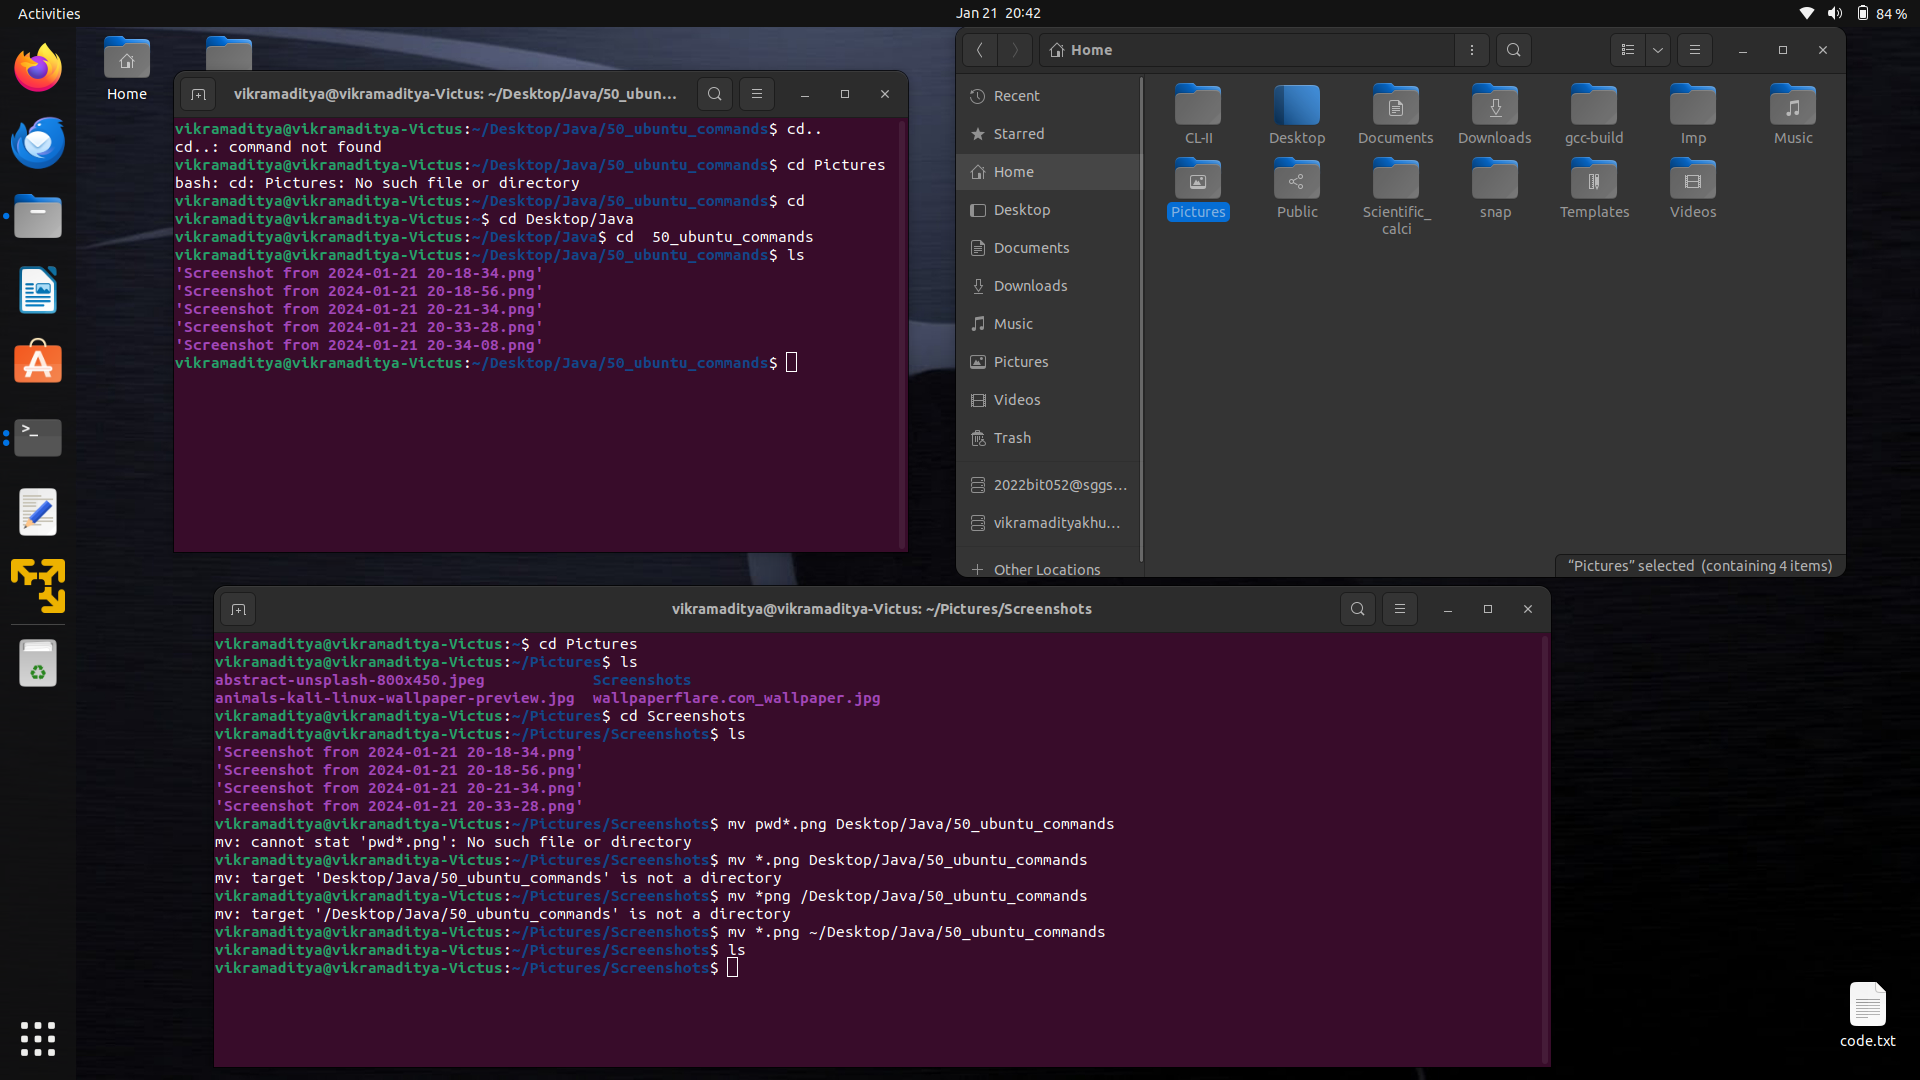 Activities
Jan 21 20:42
84 %
Home
vikramaditya@vikramaditya-Victus: ~/Desktop/Java/50_ubun...
vikramaditya@vikramaditya-Victus:~/Desktop/Java/50_ubuntu_commands$ cd..
cd..: command not found
vikramaditya@vikramaditya-Victus:~/Desktop/Java/50_ubuntu_commands$ cd Pictures
bash: cd: Pictures: No such file or directory
vikramaditya@vikramaditya-Victus:~/Desktop/Java/50_ubuntu_commands$ cd
vikramaditya@vikramaditya-Victus:~$ cd Desktop/Java
vikramaditya@vikramaditya-Victus:~/Desktop/Java$ cd  50_ubuntu_commands
vikramaditya@vikramaditya-Victus:~/Desktop/Java/50_ubuntu_commands$ ls
'Screenshot from 2024-01-21 20-18-34.png'
'Screenshot from 2024-01-21 20-18-56.png'
'Screenshot from 2024-01-21 20-21-34.png'
'Screenshot from 2024-01-21 20-33-28.png'
'Screenshot from 2024-01-21 20-34-08.png'
vikramaditya@vikramaditya-Victus:~/Desktop/Java/50_ubuntu_commands$
Home
Recent
Starred
Home
Desktop
Documents
Downloads
Music
Pictures
Videos
Trash
2022bit052@sggs...
vikramadityakhu...
Other Locations
CL-II Desktop Documents Downloads gcc-build Imp Music
Pictures Public Scientific_ snap Templates Videos
calci
“Pictures” selected (containing 4 items)
vikramaditya@vikramaditya-Victus: ~/Pictures/Screenshots
vikramaditya@vikramaditya-Victus:~$ cd Pictures
vikramaditya@vikramaditya-Victus:~/Pictures$ ls
abstract-unsplash-800x450.jpeg Screenshots
animals-kali-linux-wallpaper-preview.jpg wallpaperflare.com_wallpaper.jpg
vikramaditya@vikramaditya-Victus:~/Pictures$ cd Screenshots
vikramaditya@vikramaditya-Victus:~/Pictures/Screenshots$ ls
'Screenshot from 2024-01-21 20-18-34.png'
'Screenshot from 2024-01-21 20-18-56.png'
'Screenshot from 2024-01-21 20-21-34.png'
'Screenshot from 2024-01-21 20-33-28.png'
vikramaditya@vikramaditya-Victus:~/Pictures/Screenshots$ mv pwd*.png Desktop/Java/50_ubuntu_commands
mv: cannot stat 'pwd*.png': No such file or directory
vikramaditya@vikramaditya-Victus:~/Pictures/Screenshots$ mv *.png Desktop/Java/50_ubuntu_commands
mv: target 'Desktop/Java/50_ubuntu_commands' is not a directory
vikramaditya@vikramaditya-Victus:~/Pictures/Screenshots$ mv *png /Desktop/Java/50_ubuntu_commands
mv: target '/Desktop/Java/50_ubuntu_commands' is not a directory
vikramaditya@vikramaditya-Victus:~/Pictures/Screenshots$ mv *.png ~/Desktop/Java/50_ubuntu_commands
vikramaditya@vikramaditya-Victus:~/Pictures/Screenshots$ ls
vikramaditya@vikramaditya-Victus:~/Pictures/Screenshots$
code.txt